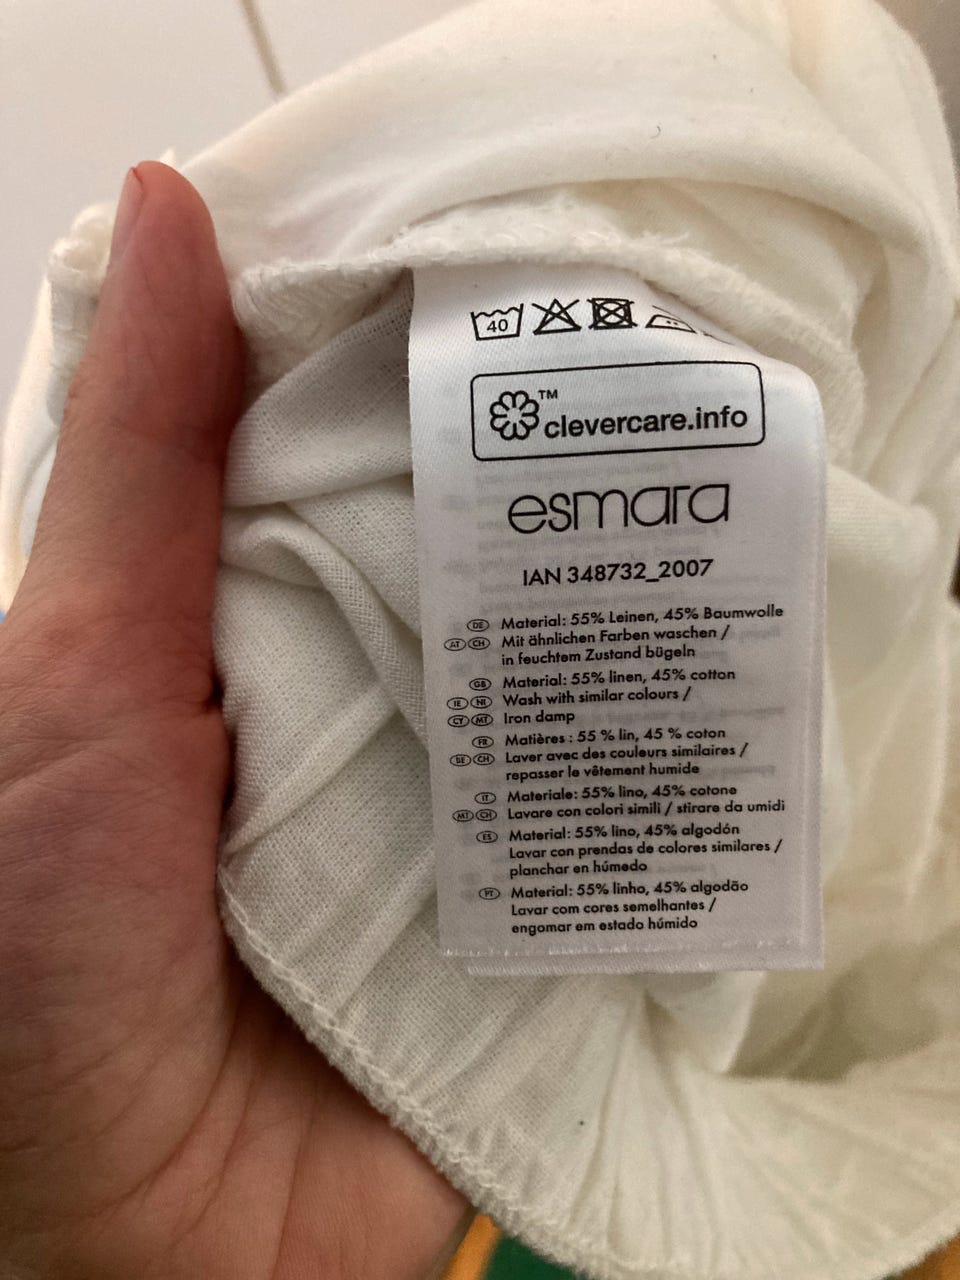 40
TM
clevercare.info
esmara
IAN 348732_2007
DE Material: 55% Leinen, 45% Baumwolle
AT CH Mit ähnlichen Farben waschen /
in feuchtem Zustand bügeln
GB Material: 55% linen, 45% cotton
IE NI Wash with similar colours /
CY MT Iron damp
FR Matières : 55 % lin, 45 % coton
BE CH Laver avec des couleurs similaires /
repasser le vêtement humide
IT Materiale: 55% lino, 45% cotone
MT CH Lavare con colori simili / stirare da umidi
ES Material: 55% lino, 45% algodón
Lavar con prendas de colores similares /
planchar en húmedo
PT Material: 55% linho, 45% algodão
Lavar com cores semelhantes /
engomar em estado húmido